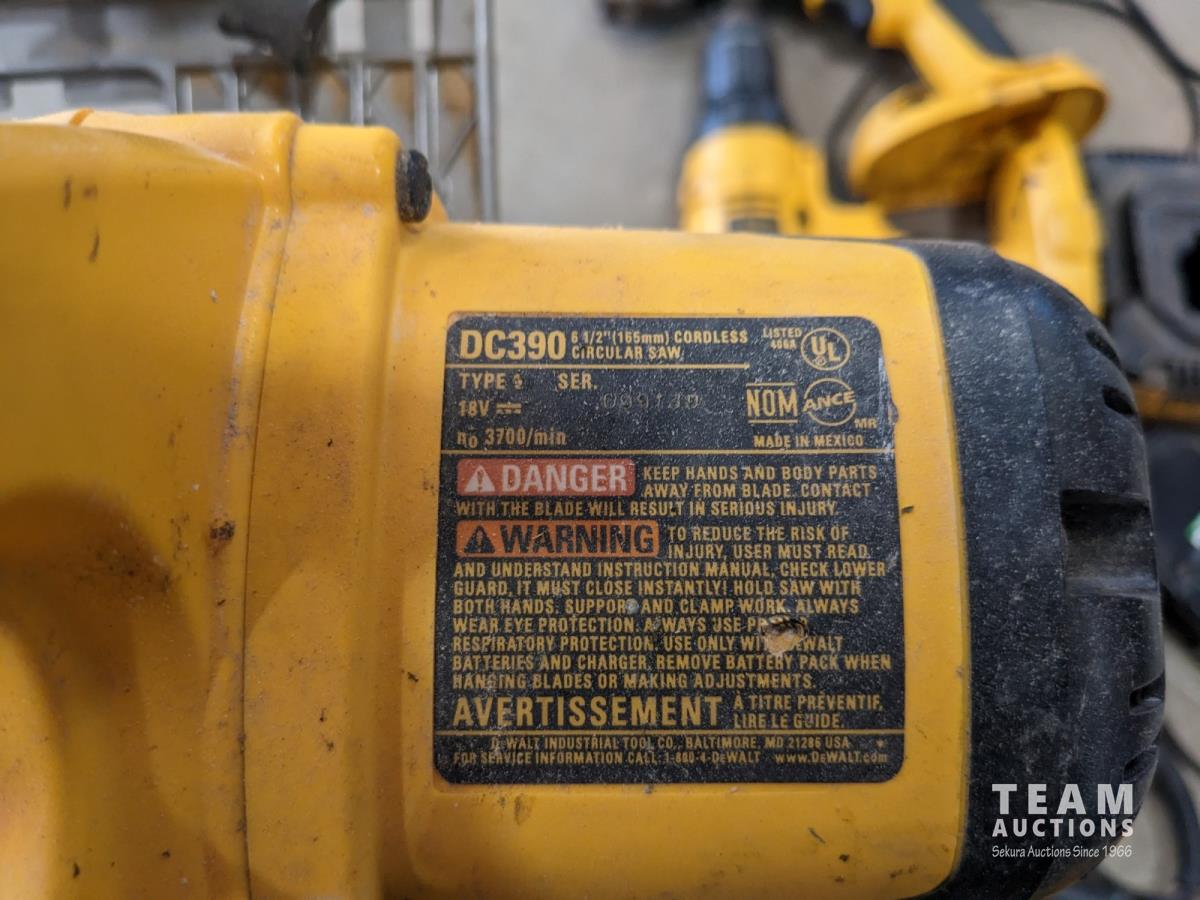 DC390 6 1/2"(165mm) CORDLESS CIRCULAR SAW
LISTED 406A UL
TYPE SER.
18V
NOM ANCE MR
no 3700/min
MADE IN MEXICO
DANGER KEEP HANDS AND BODY PARTS
AWAY FROM BLADE. CONTACT
WITH THE BLADE WILL RESULT IN SERIOUS INJURY.
WARNING TO REDUCE THE RISK OF
INJURY, USER MUST READ
AND UNDERSTAND INSTRUCTION MANUAL, CHECK LOWER
GUARD, IT MUST CLOSE INSTANTLY! HOLD SAW WITH
BOTH HANDS. SUPPORT AND CLAMP WORK. ALWAYS
WEAR EYE PROTECTION. ALWAYS USE
RESPIRATORY PROTECTION. USE ONLY WITH DEWALT
BATTERIES AND CHARGER. REMOVE BATTERY PACK WHEN
HANGING BLADES OR MAKING ADJUSTMENTS.
AVERTISSEMENT À TITRE PRÉVENTIF,
LIRE LE GUIDE.
DEWALT INDUSTRIAL TOOL CO., BALTIMORE, MD 21286 USA
FOR SERVICE INFORMATION CALL: 1-800-4-DEWALT www.DEWALT.com
TEAM
AUCTIONS
Sekura Auctions Since 1966